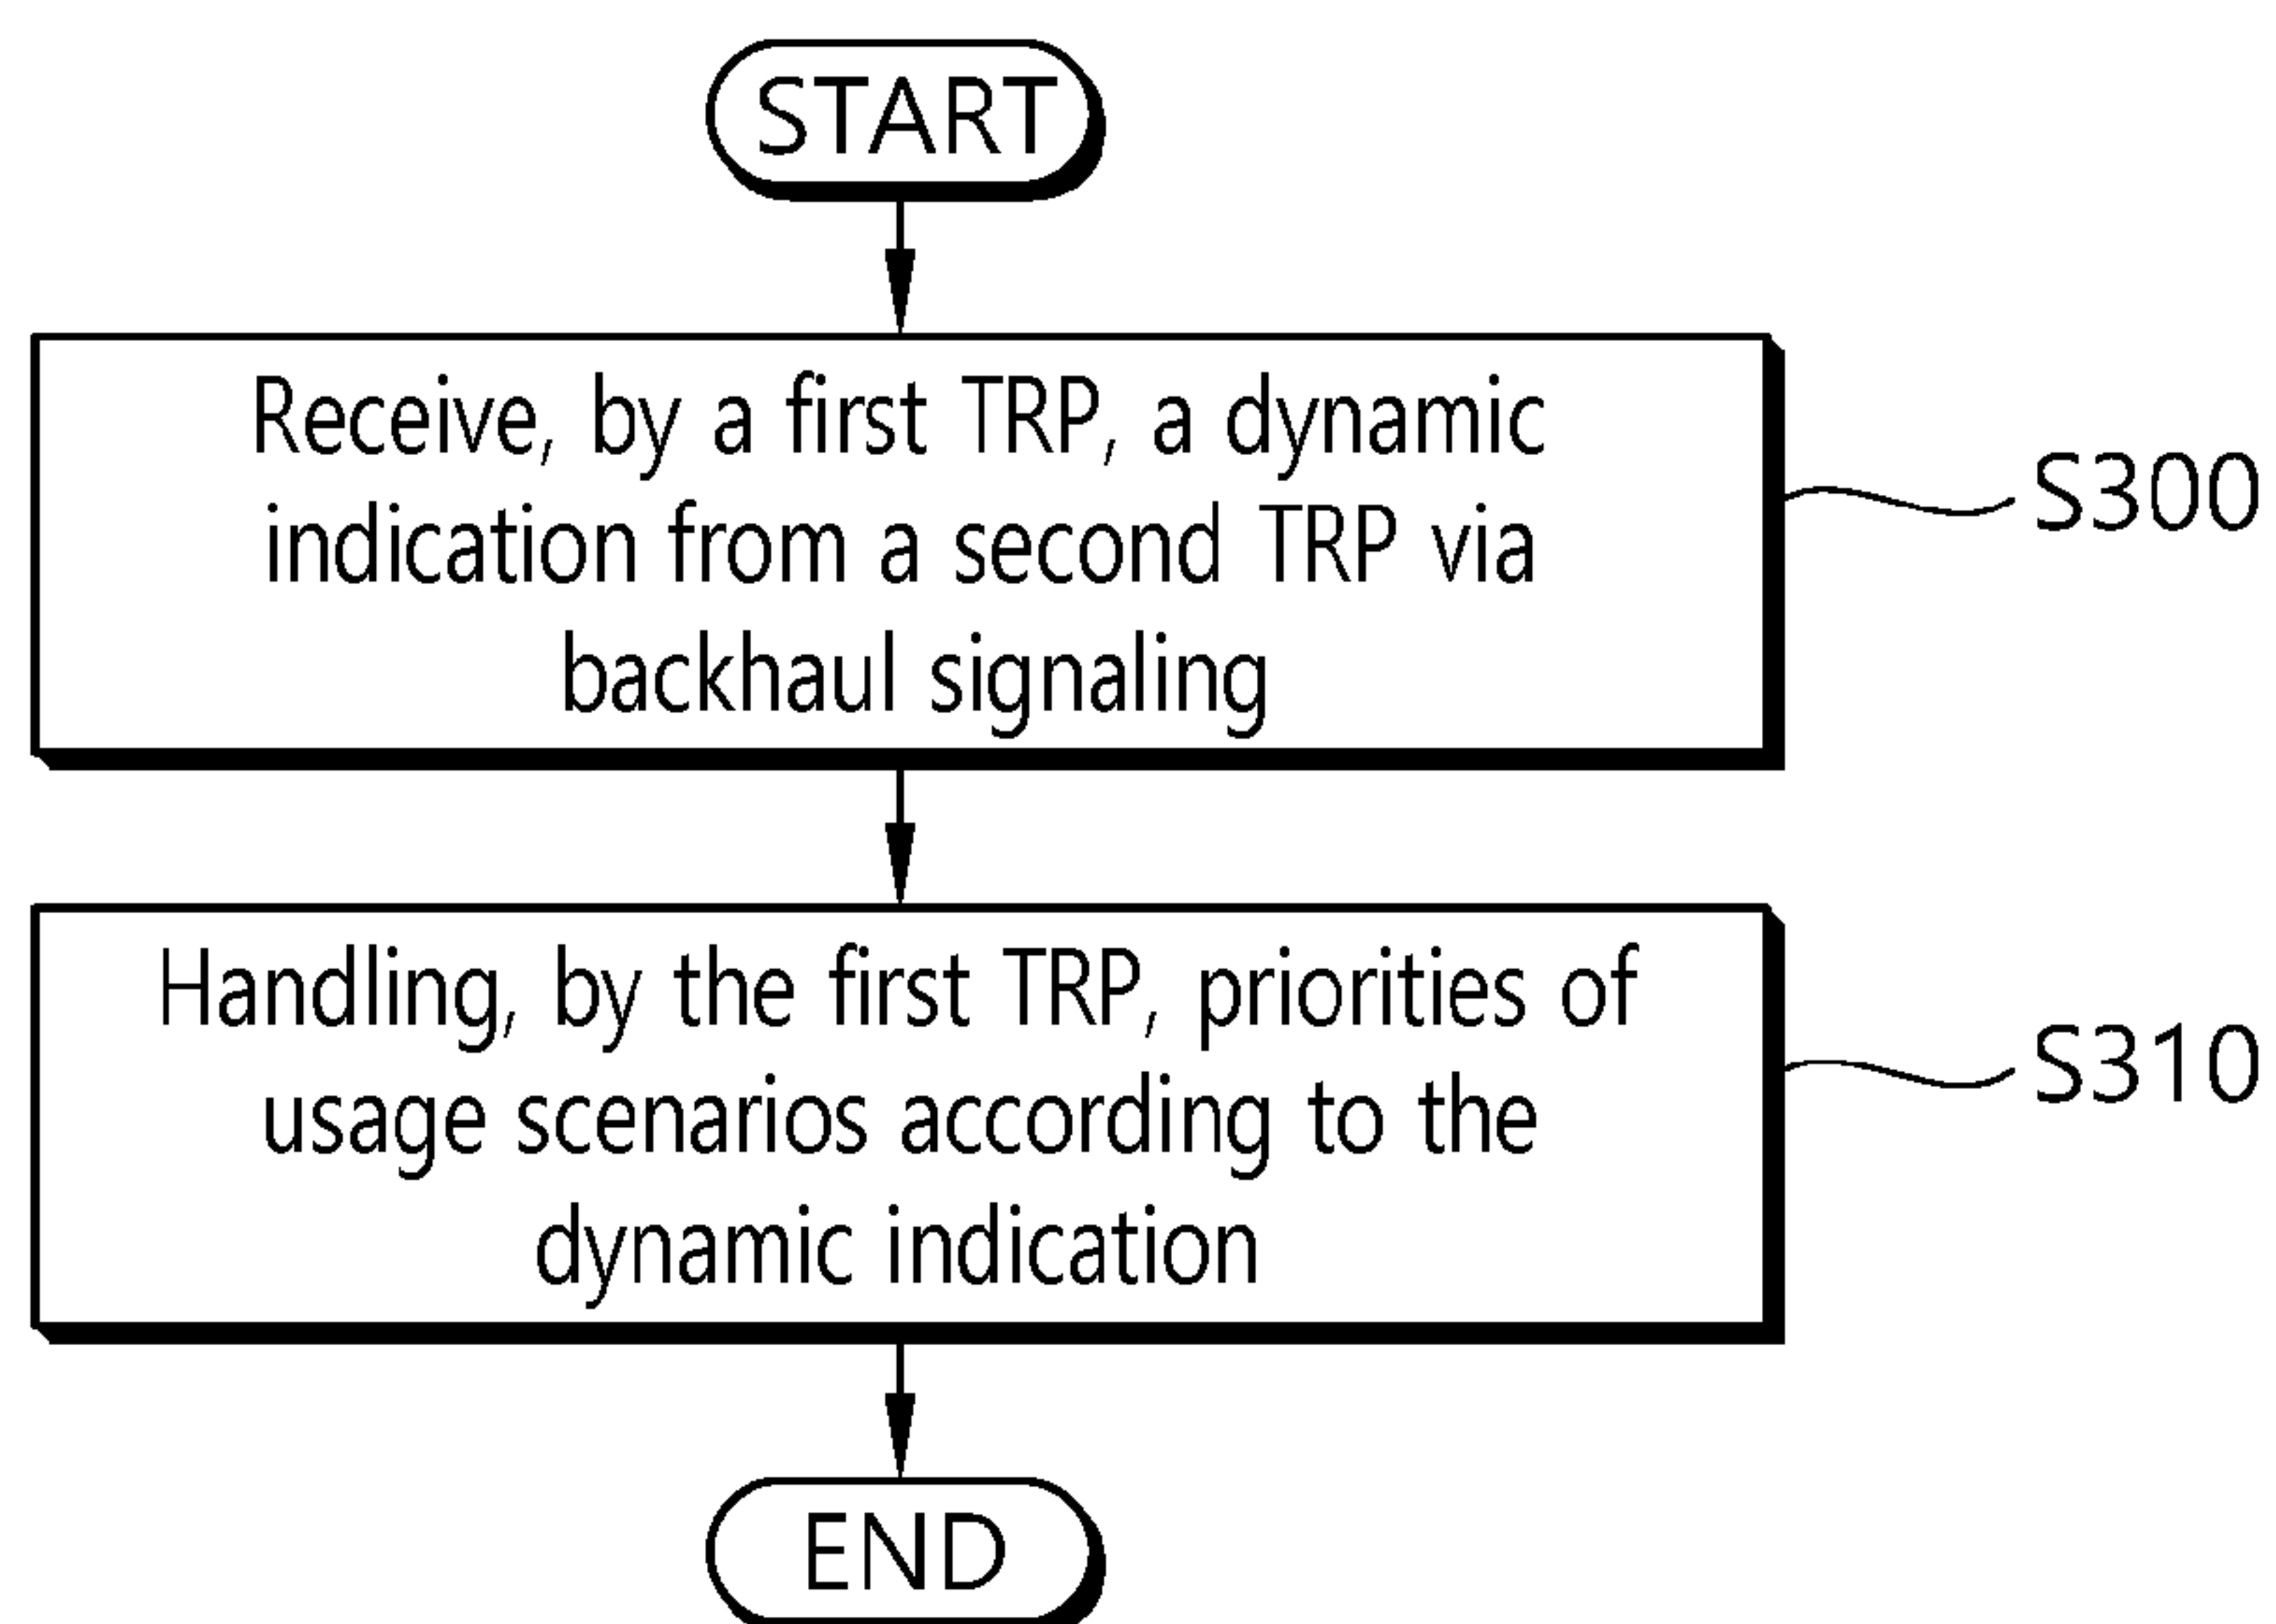 START
Receive, by a first TRP, a dynamic
indication from a second TRP via
backhaul signaling
S300
Handling, by the first TRP, priorities of
usage scenarios according to the
dynamic indication
S310
END